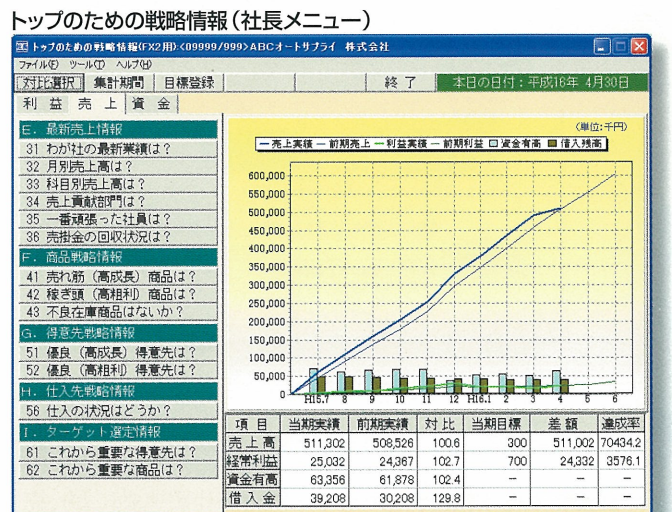 トップのための戦略情報(社長メニュー)
トップのための戦略情報(FX2用):<09999/999>ABCオートサプライ 株式会社
ファイル(F) ツール(T) ヘルプ(H)
対比選択 集計期間 目標登録 終了 本日の日付:平成16年 4月30日
利益 売上 資金
E.最新売上情報
31 わが社の最新業績は?
32 月別売上高は?
33 科目別売上高は?
34 売上貢献部門は?
35 一番頑張った社員は?
36 売掛金の回収状況は?
F.商品戦略情報
41 売れ筋(高成長)商品は?
42 稼ぎ頭(高粗利)商品は?
43 不良在庫商品はないか?
G.得意先戦略情報
51 優良(高成長)得意先は?
52 優良(高粗利)得意先は?
H.仕入先戦略情報
56 仕入の状況はどうか?
I.ターゲット選定情報
61 これから重要な得意先は?
62 これから重要な商品は?
(単位:千円)
売上実績 前期売上 利益実績 前期利益 資金有高 借入残高
600,000
550,000
500,000
450,000
400,000
350,000
300,000
250,000
200,000
150,000
100,000
50,000
0
H15.7 8 9 10 11 12 H16.1 2 3 4 5 6
項目 当期実績 前期実績 対比 当期目標 差額 達成率
売上高 511,302 508,526 100.6 300 511,002 70434.2
経常利益 25,032 24,367 102.7 700 24,332 3576.1
資金有高 63,356 61,878 102.4 − − −
借入金 39,208 30,208 129.8 − − −